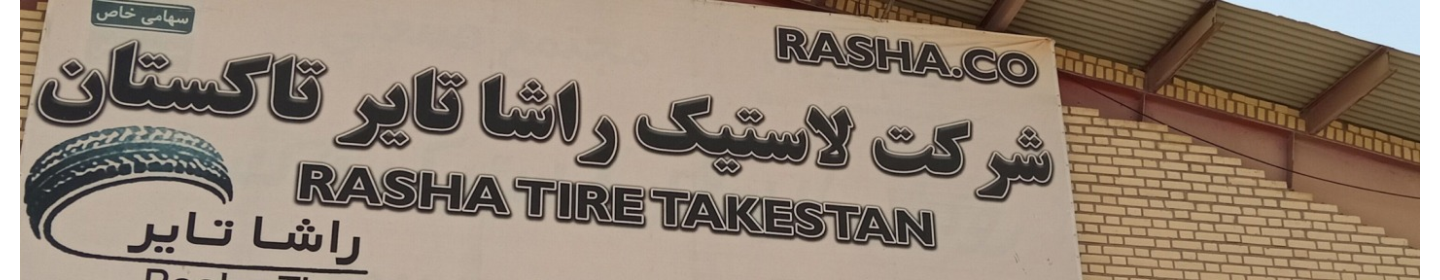 سهامی خاص
RASHA.CO
شرکت لاستیک راشا تایر تاکستان
RASHA TIRE TAKESTAN
راشا تایر